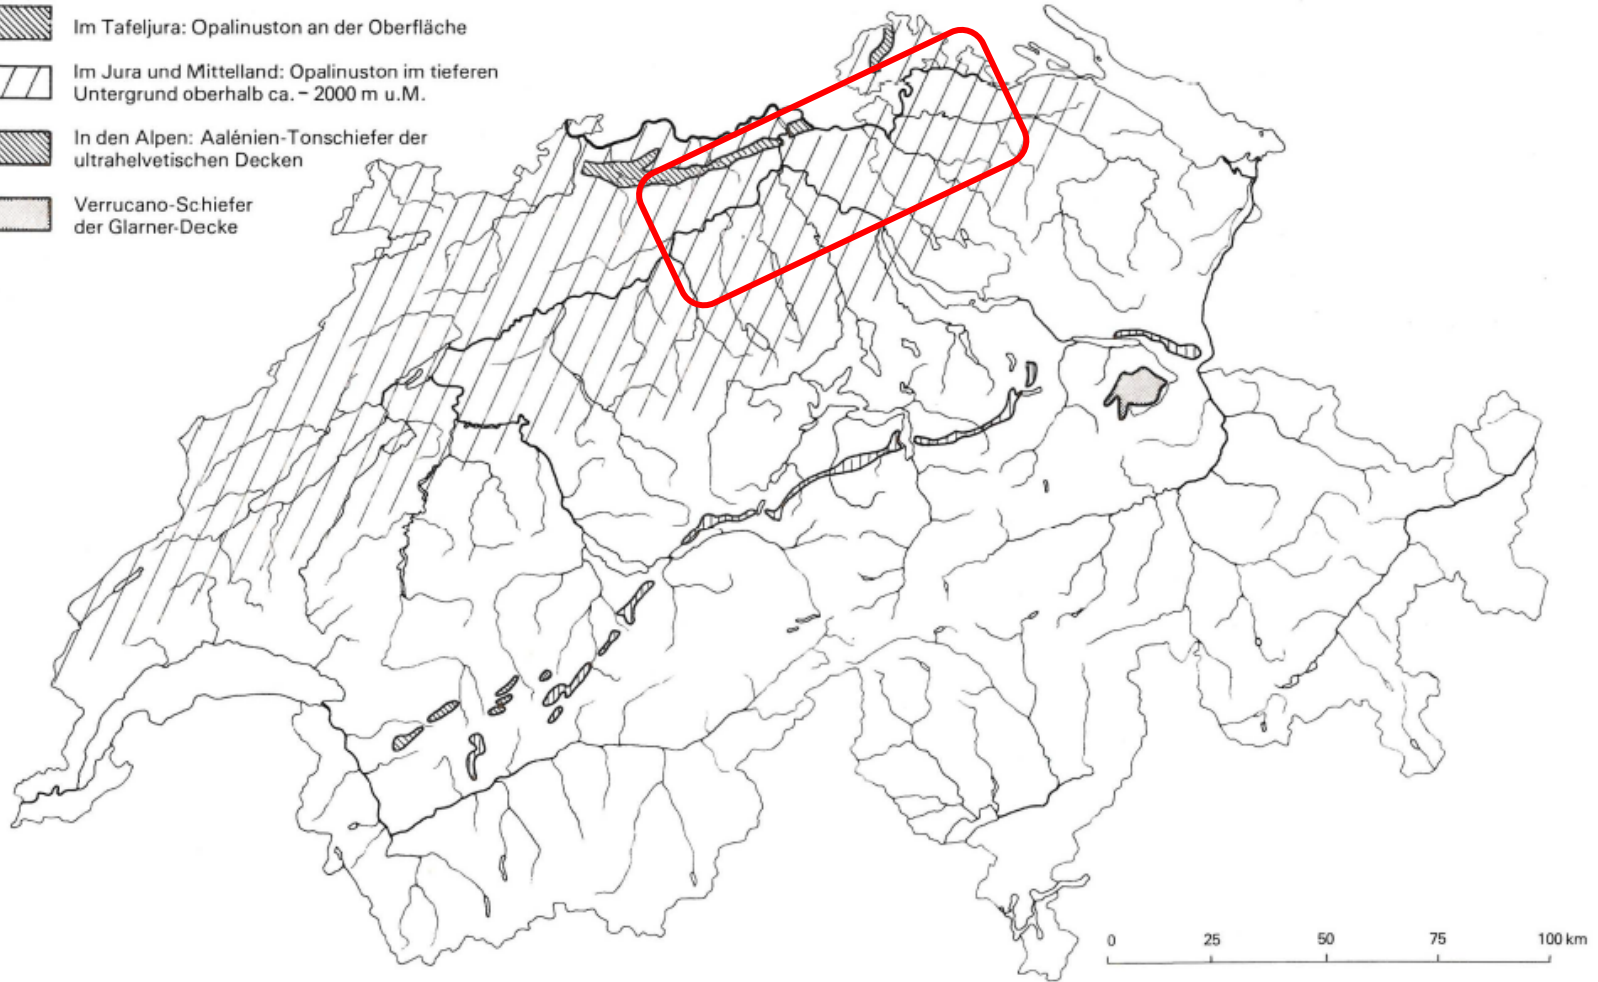 Im Tafeljura: Opalinuston an der Oberfläche
Im Jura und Mittelland: Opalinuston im tieferen
Untergrund oberhalb ca. – 2000 m u.M.
In den Alpen: Aalénien-Tonschiefer der
ultrahelvetischen Decken
Verrucano-Schiefer
der Glarner-Decke
0 25 50 75 100 km